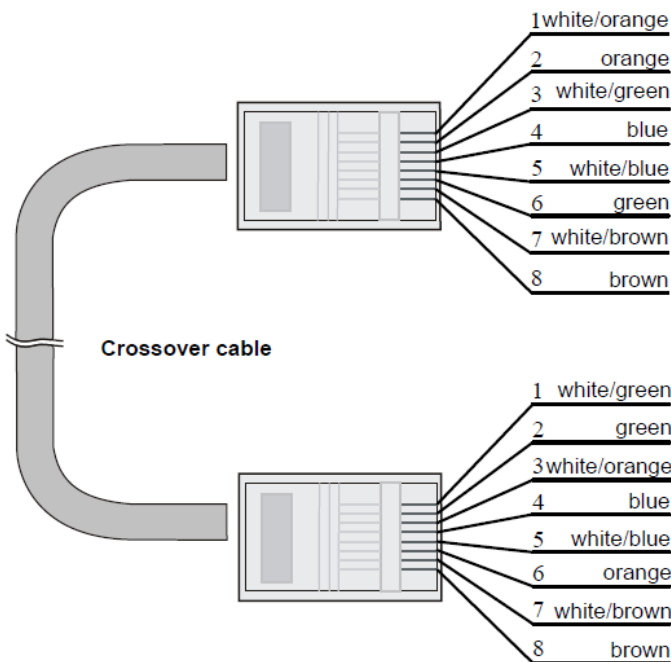 1 white/orange
2 orange
3 white/green
4 blue
5 white/blue
6 green
7 white/brown
8 brown
Crossover cable
1 white/green
2 green
3 white/orange
4 blue
5 white/blue
6 orange
7 white/brown
8 brown